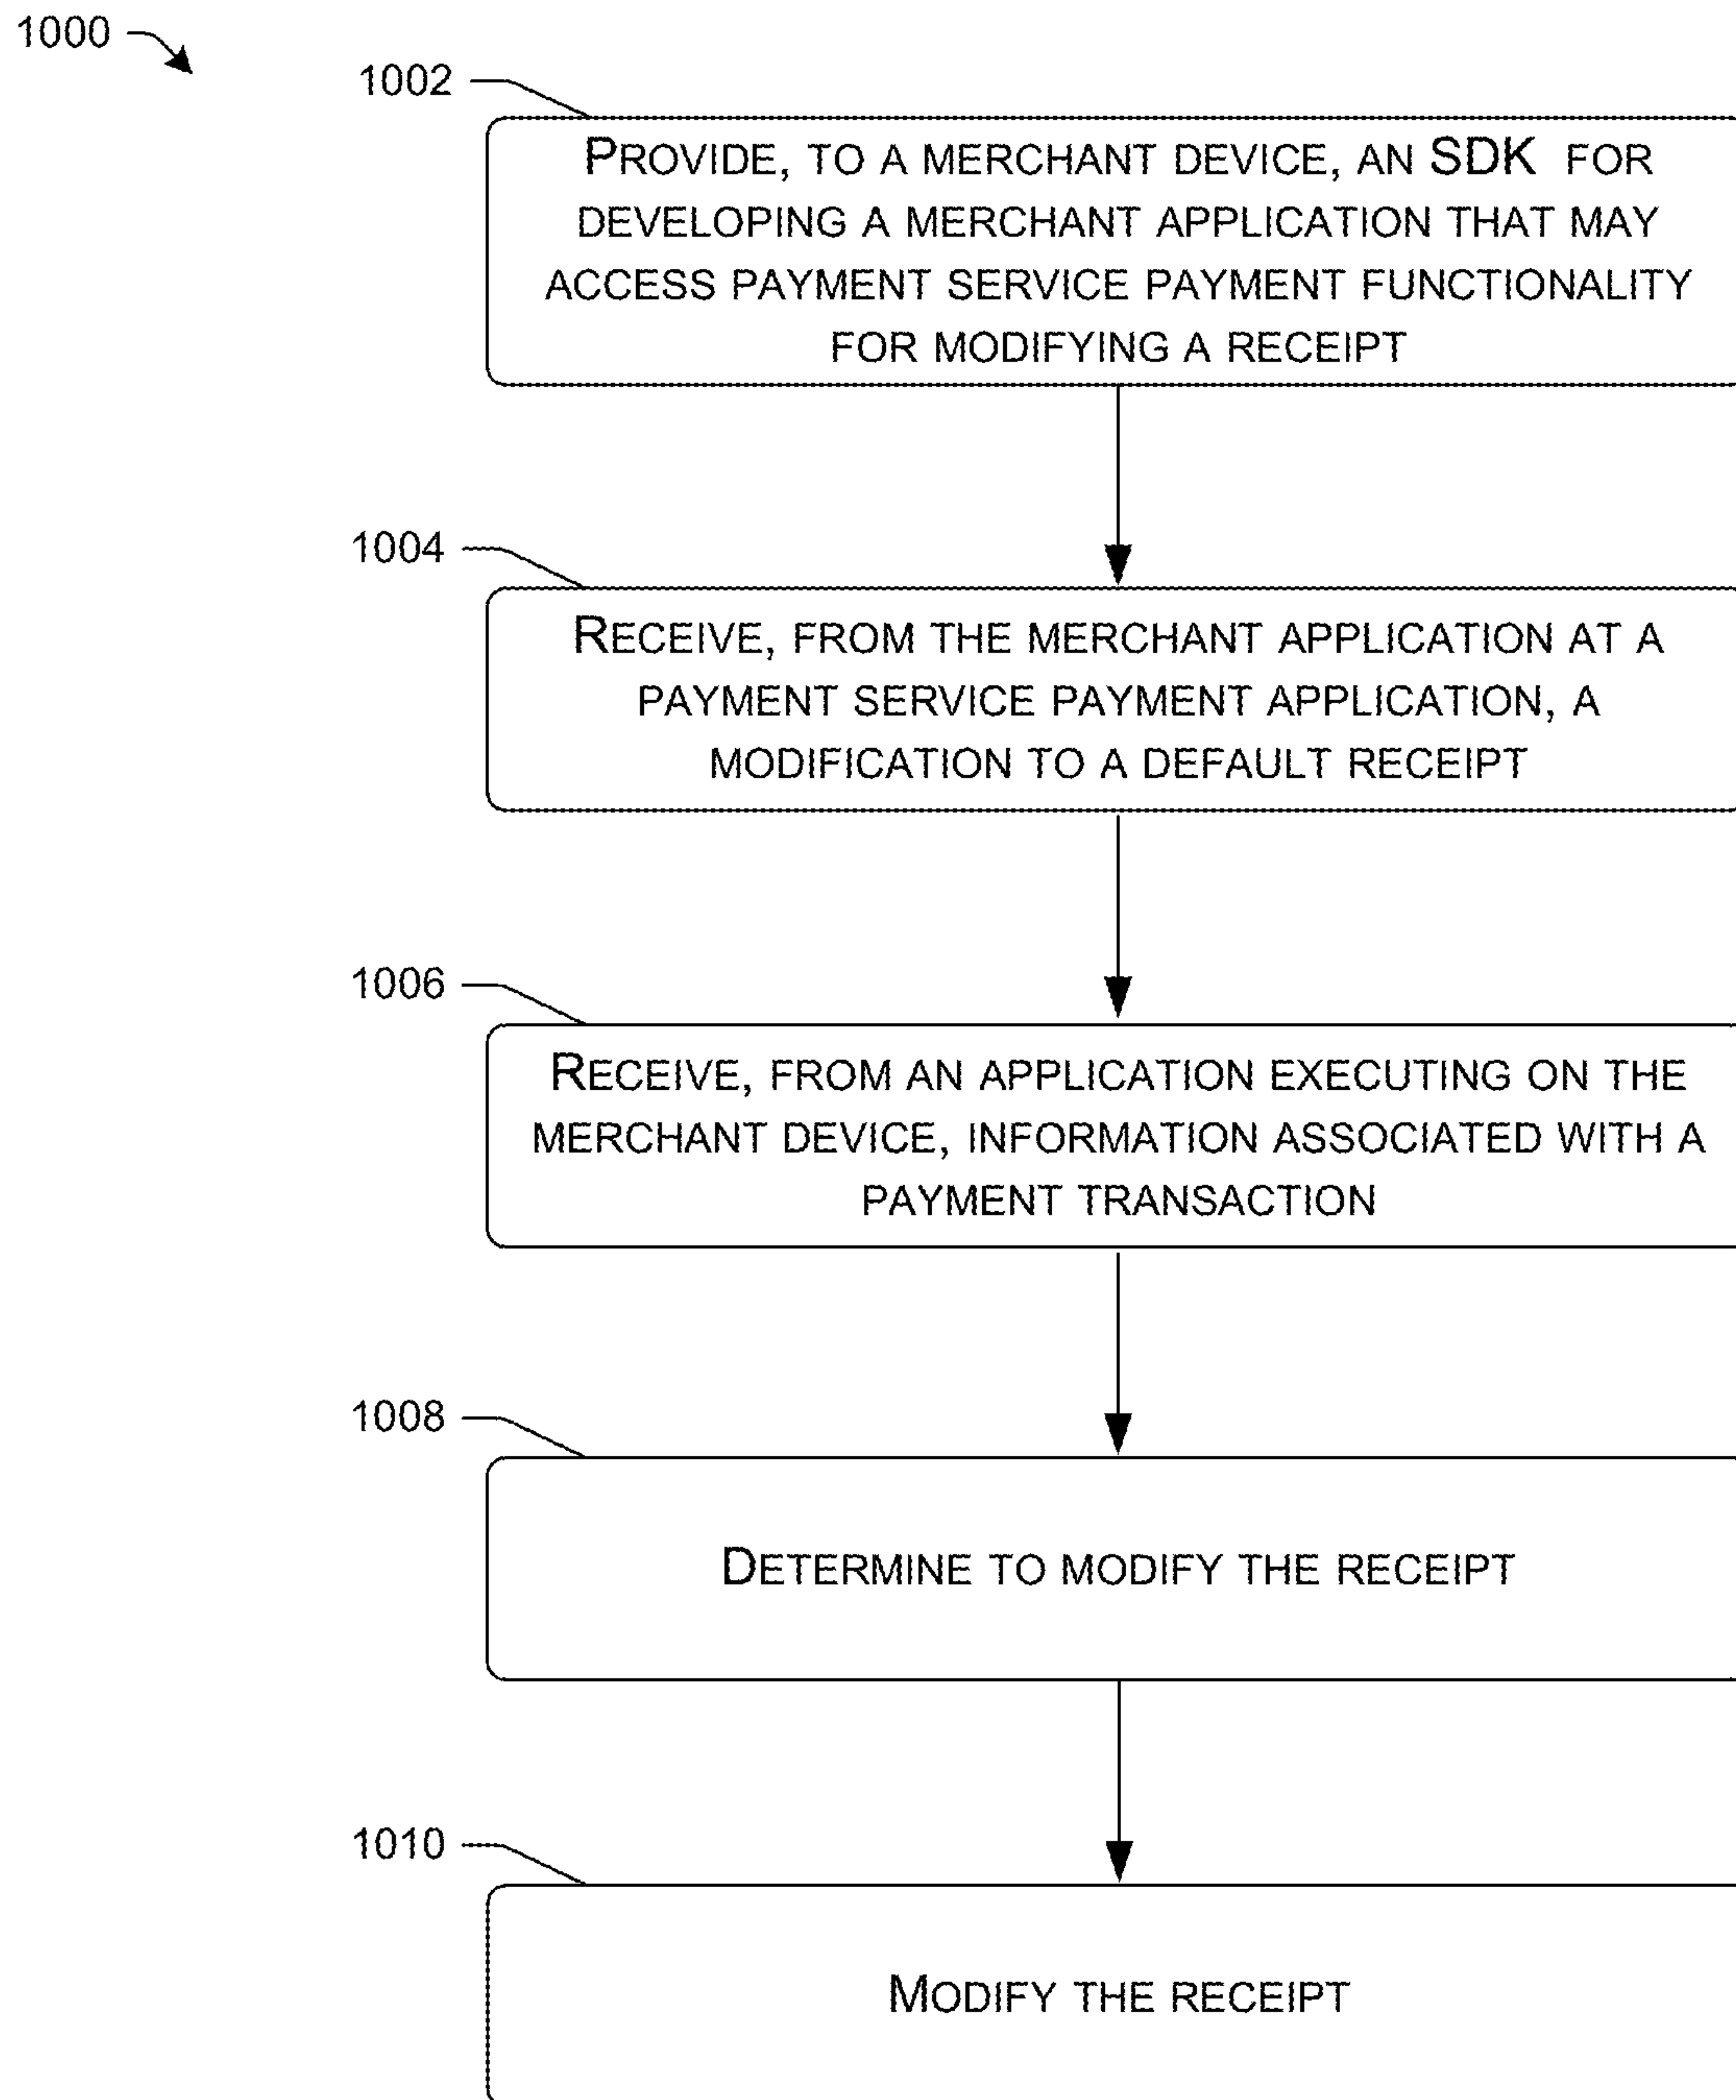 1000
1002
PROVIDE, TO A MERCHANT DEVICE, AN SDK FOR
DEVELOPING A MERCHANT APPLICATION THAT MAY
ACCESS PAYMENT SERVICE PAYMENT FUNCTIONALITY
FOR MODIFYING A RECEIPT
1004
RECEIVE, FROM THE MERCHANT APPLICATION AT A
PAYMENT SERVICE PAYMENT APPLICATION, A
MODIFICATION TO A DEFAULT RECEIPT
1006
RECEIVE, FROM AN APPLICATION EXECUTING ON THE
MERCHANT DEVICE, INFORMATION ASSOCIATED WITH A
PAYMENT TRANSACTION
1008
DETERMINE TO MODIFY THE RECEIPT
1010
MODIFY THE RECEIPT